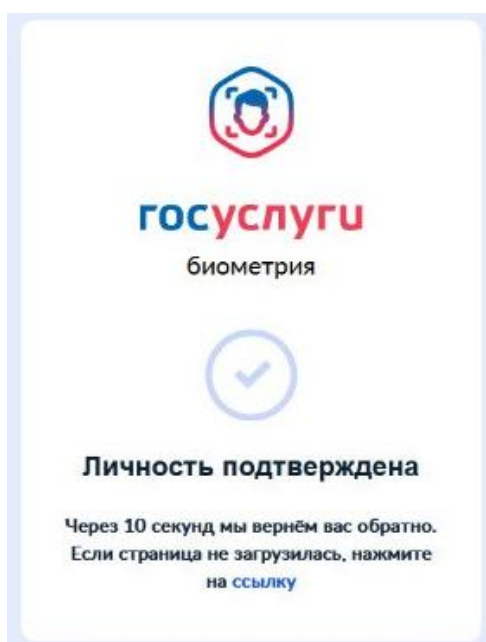 госуслуги
биометрия
Личность подтверждена
Через 10 секунд мы вернём вас обратно.
Если страница не загрузилась, нажмите
на ссылку